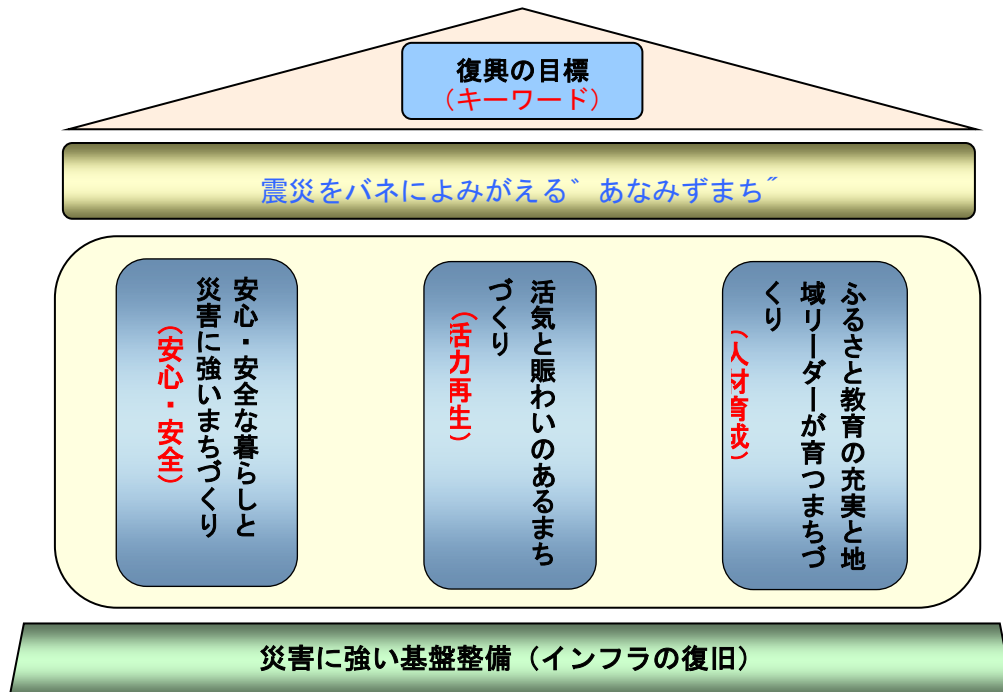 復興の目標
（キーワード）
震災をバネによみがえる゛あなみずまち˝
安心・安全な暮らしと
災害に強いまちづくり
（安心・安全）
活気と賑わいのあるまち
づくり
（活力再生）
ふるさと教育の充実と地
域リーダーが育つまちづ
くり
（人材育成）
災害に強い基盤整備（インフラの復旧）